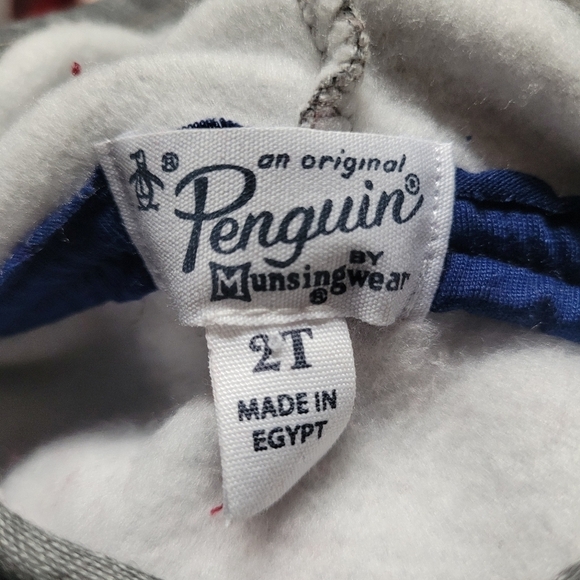 ® an original
Penguin®
BY
Munsingwear®
2T
MADE IN
EGYPT